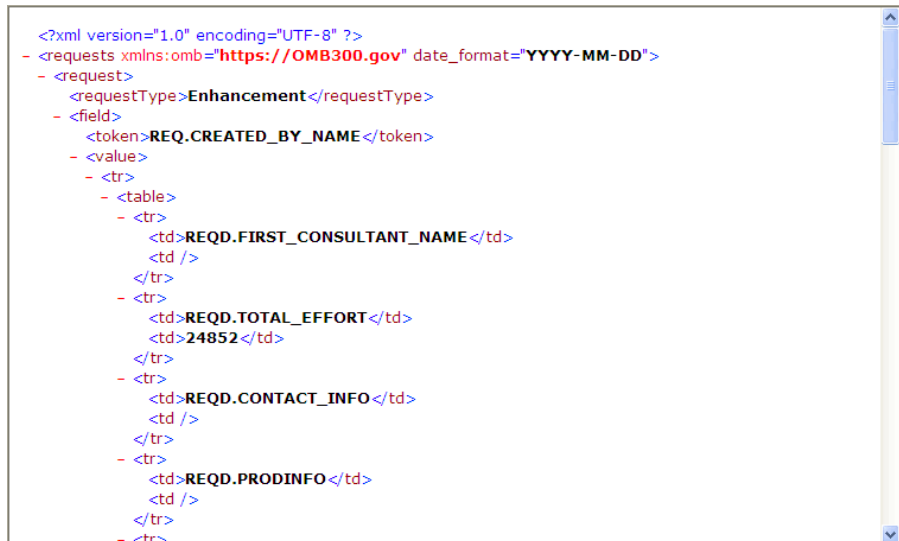 <?xml version="1.0" encoding="UTF-8" ?>
- <requests xmlns:omb="https://OMB300.gov" date_format="YYYY-MM-DD">
- <request>
<requestType>Enhancement</requestType>
- <field>
<token>REQ.CREATED_BY_NAME</token>
- <value>
- <tr>
- <table>
- <tr>
<td>REQD.FIRST_CONSULTANT_NAME</td>
<td />
</tr>
- <tr>
<td>REQD.TOTAL_EFFORT</td>
<td>24852</td>
</tr>
- <tr>
<td>REQD.CONTACT_INFO</td>
<td />
</tr>
- <tr>
<td>REQD.PRODINFO</td>
<td />
</tr>
- <tr>